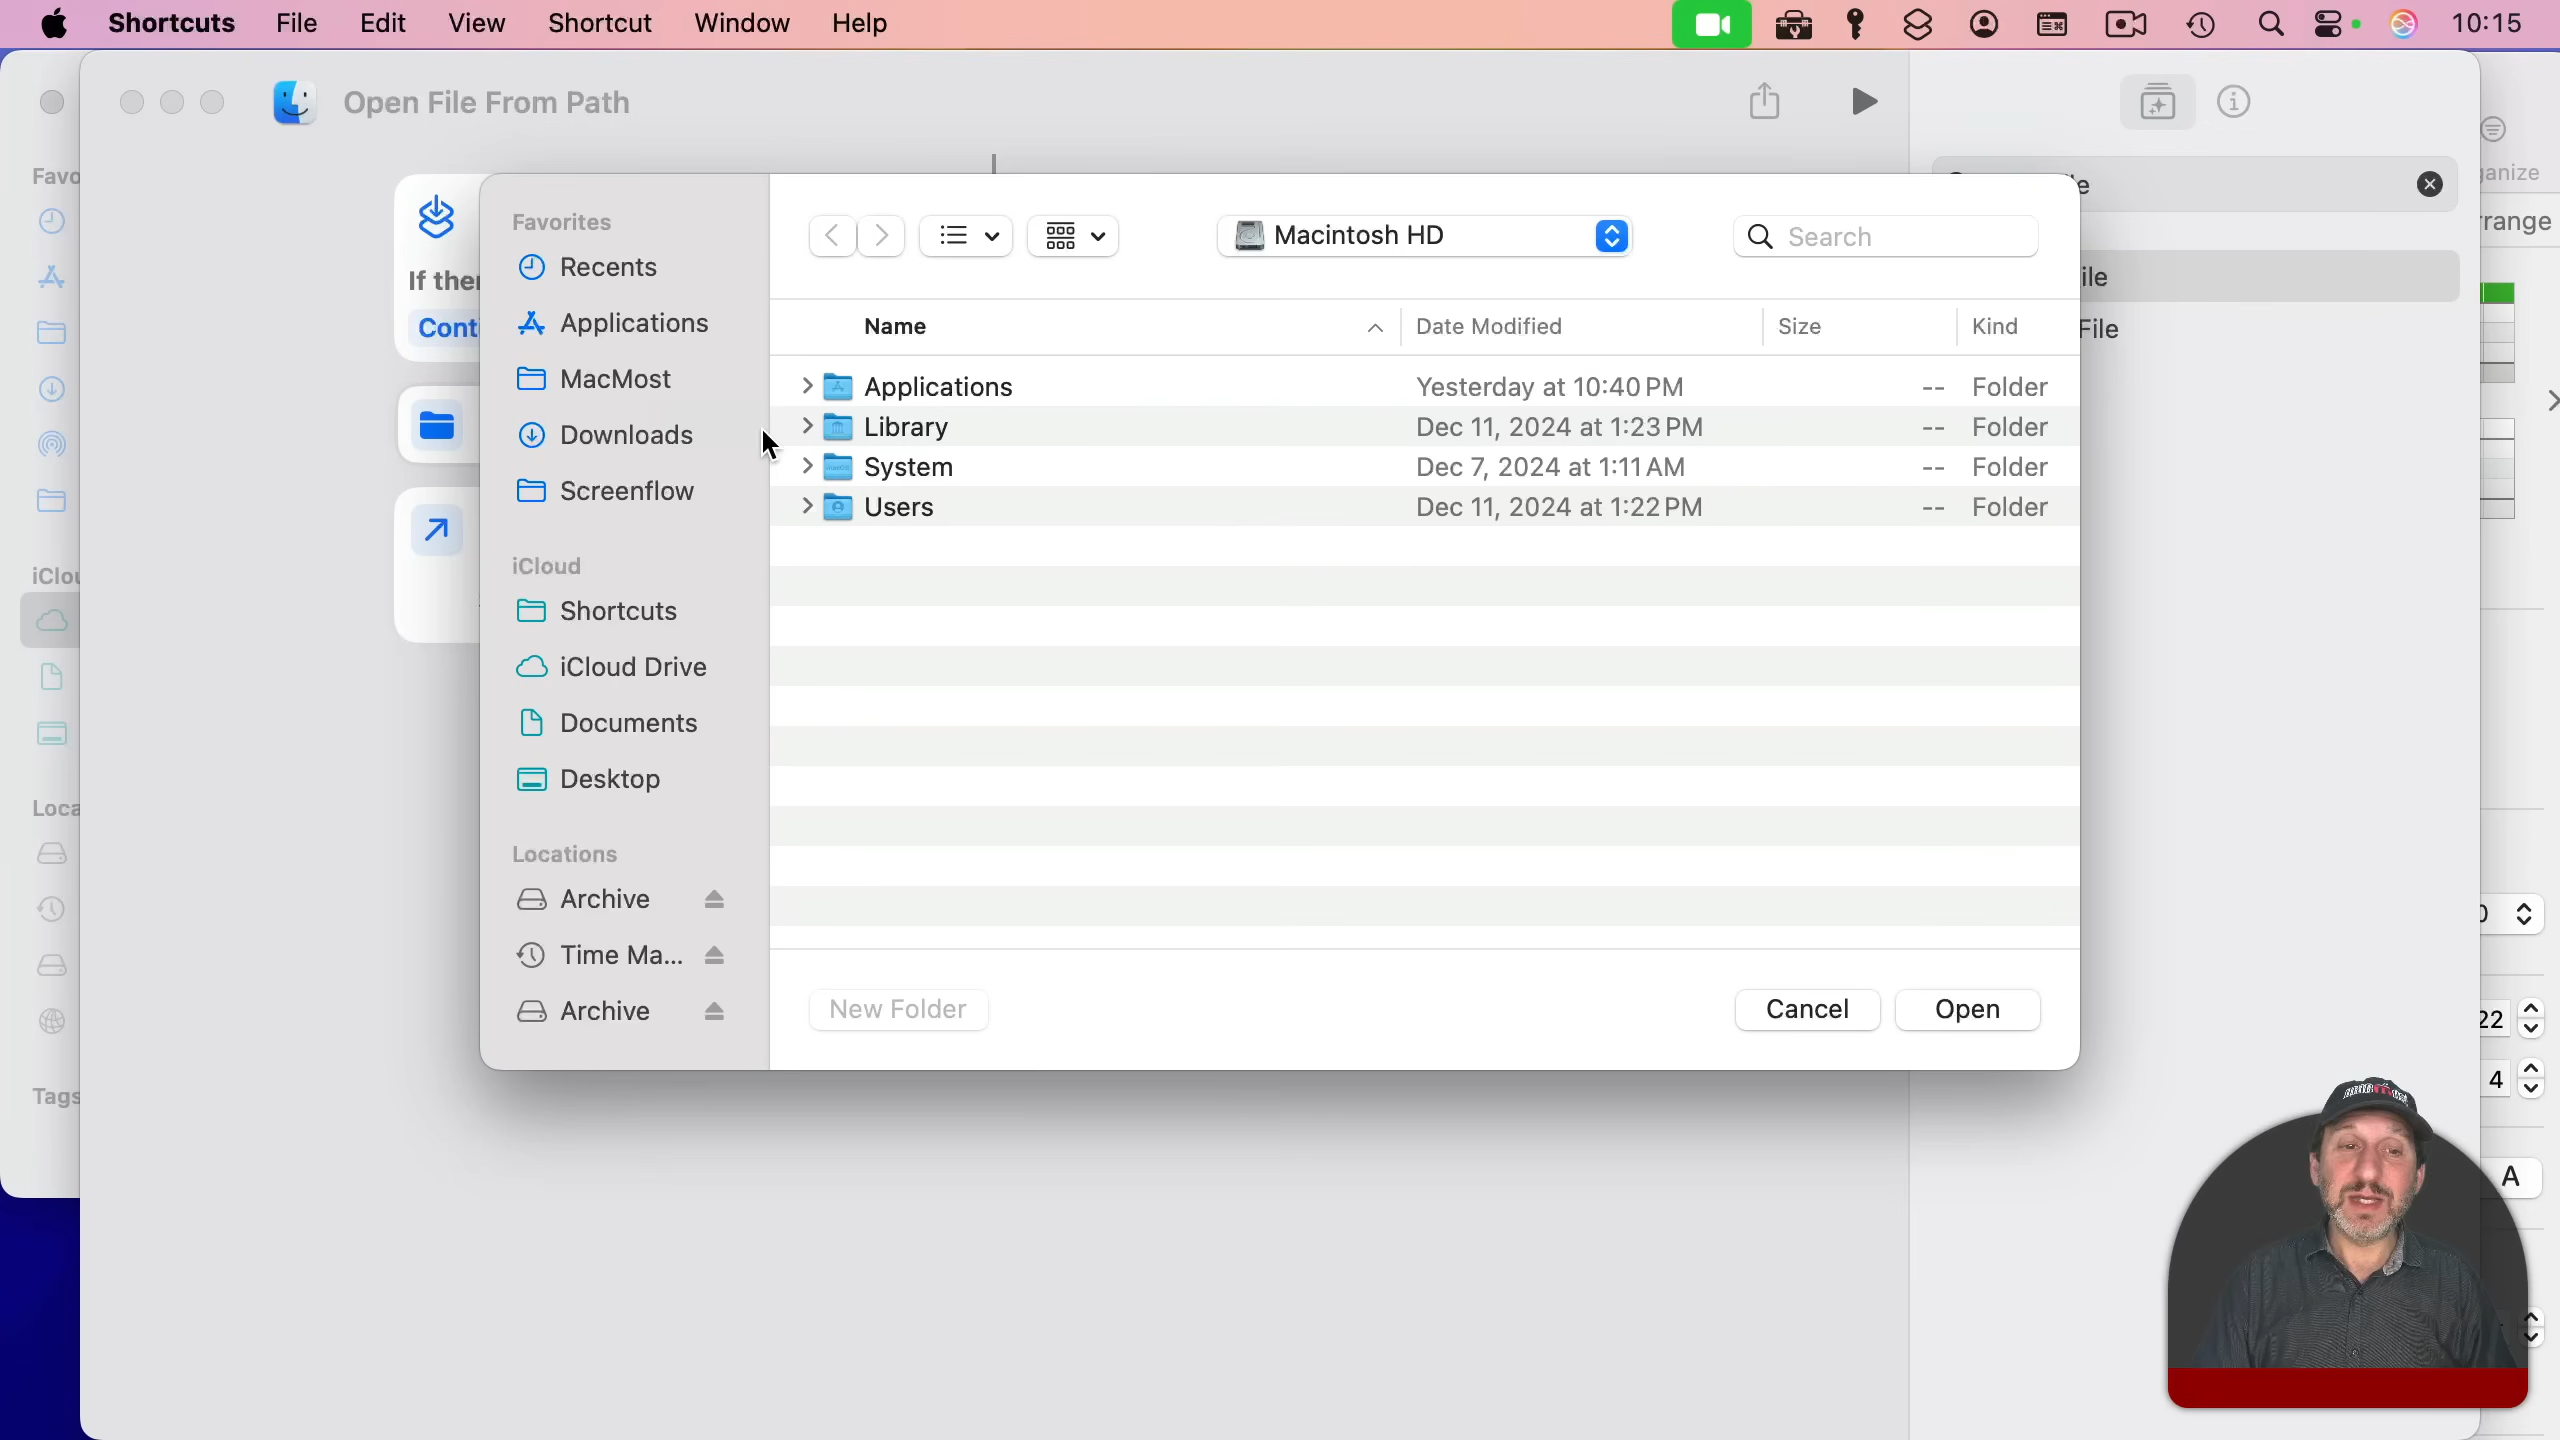 Shortcuts File Edit View Shortcut Window Help 10:15
Open File From Path
Favo
If ther
Cont
iClou
Loca
Tags
Favorites
Recents
Applications
MacMost
Downloads
Screenflow
iCloud
Shortcuts
iCloud Drive
Documents
Desktop
Locations
Archive
Time Ma...
Archive
Macintosh HD
Search
Name Date Modified Size Kind
Applications Yesterday at 10:40 PM -- Folder
Library Dec 11, 2024 at 1:23 PM -- Folder
System Dec 7, 2024 at 1:11 AM -- Folder
Users Dec 11, 2024 at 1:22 PM -- Folder
New Folder Cancel Open
le
ile
File
ganize
rrange
0
22
4
A